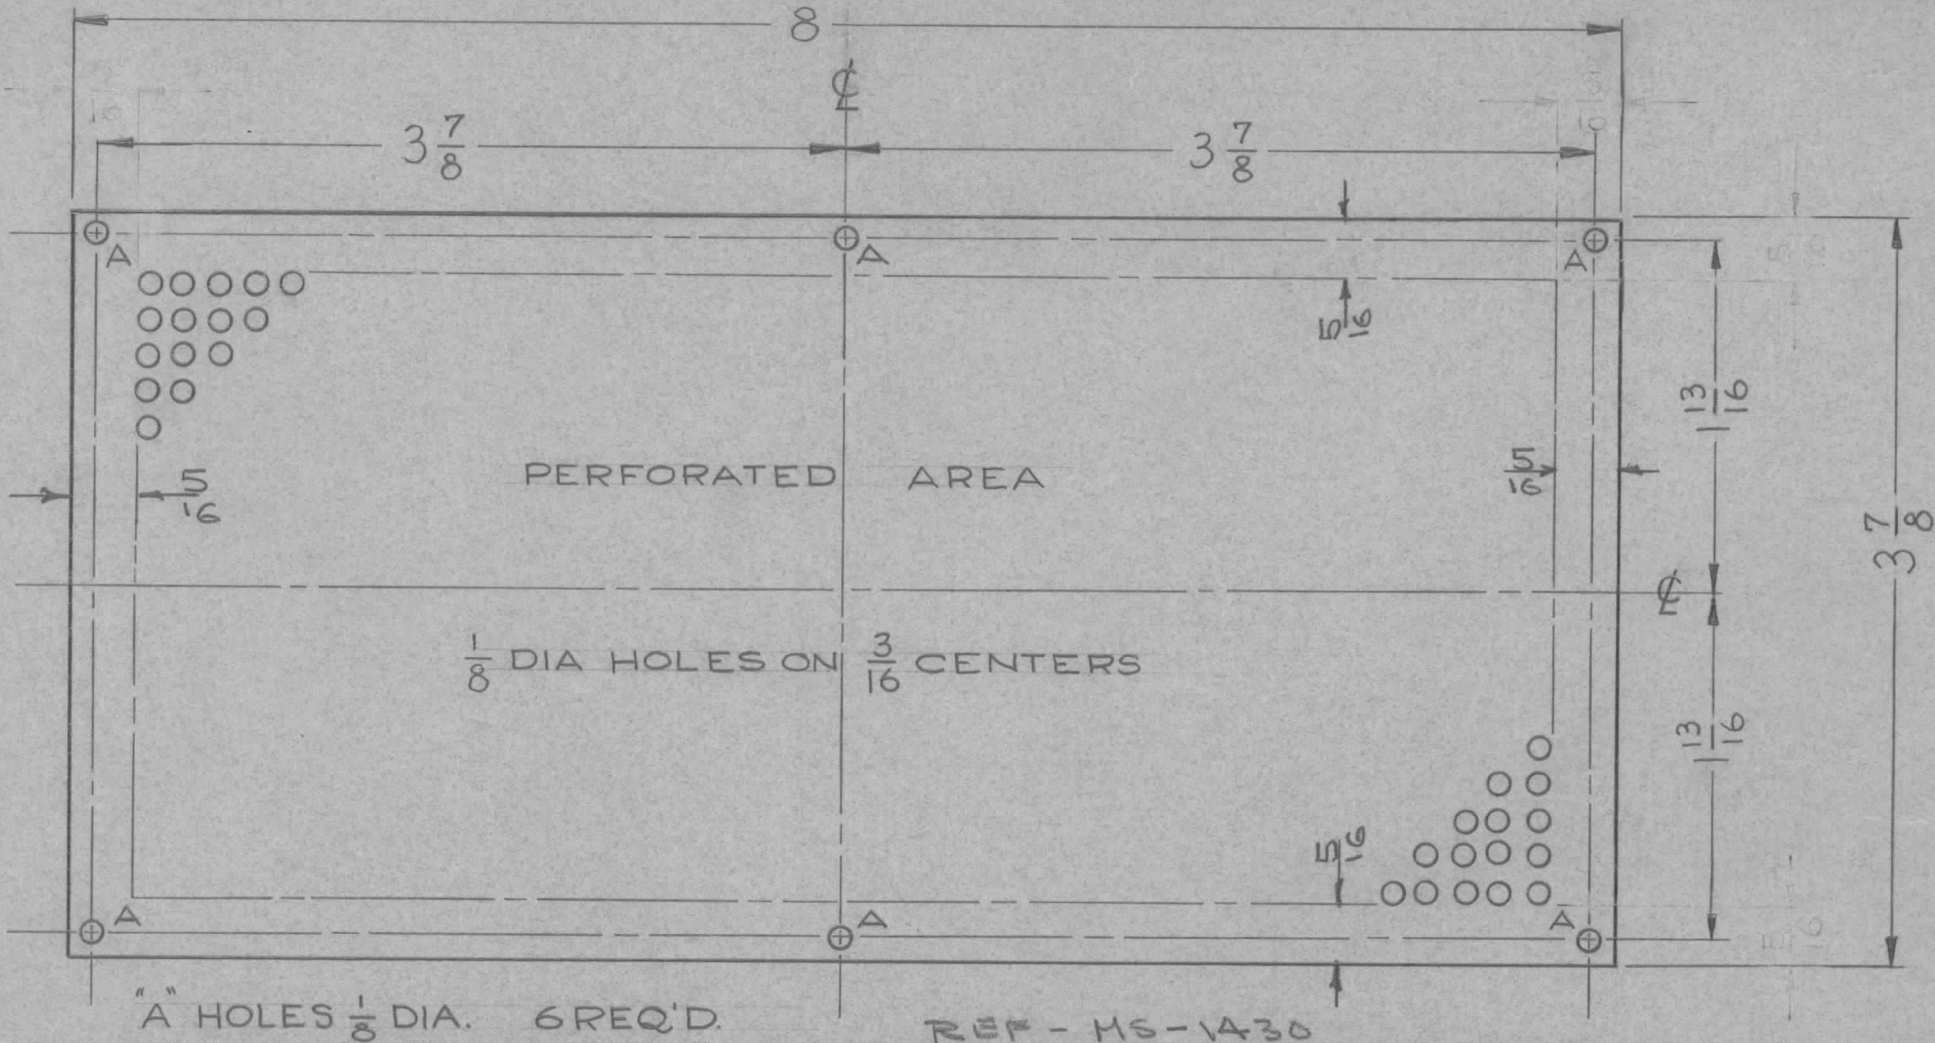 8
℄
3 7/8
3 7/8
A
A
A
5/16
1 13/16
PERFORATED AREA
5/16
5/16
3 7/8
℄
1/8 DIA HOLES ON 3/16 CENTERS
1 13/16
5/16
A
A
A
"A" HOLES 1/8 DIA. 6 REQ'D.
REF - MS-1430